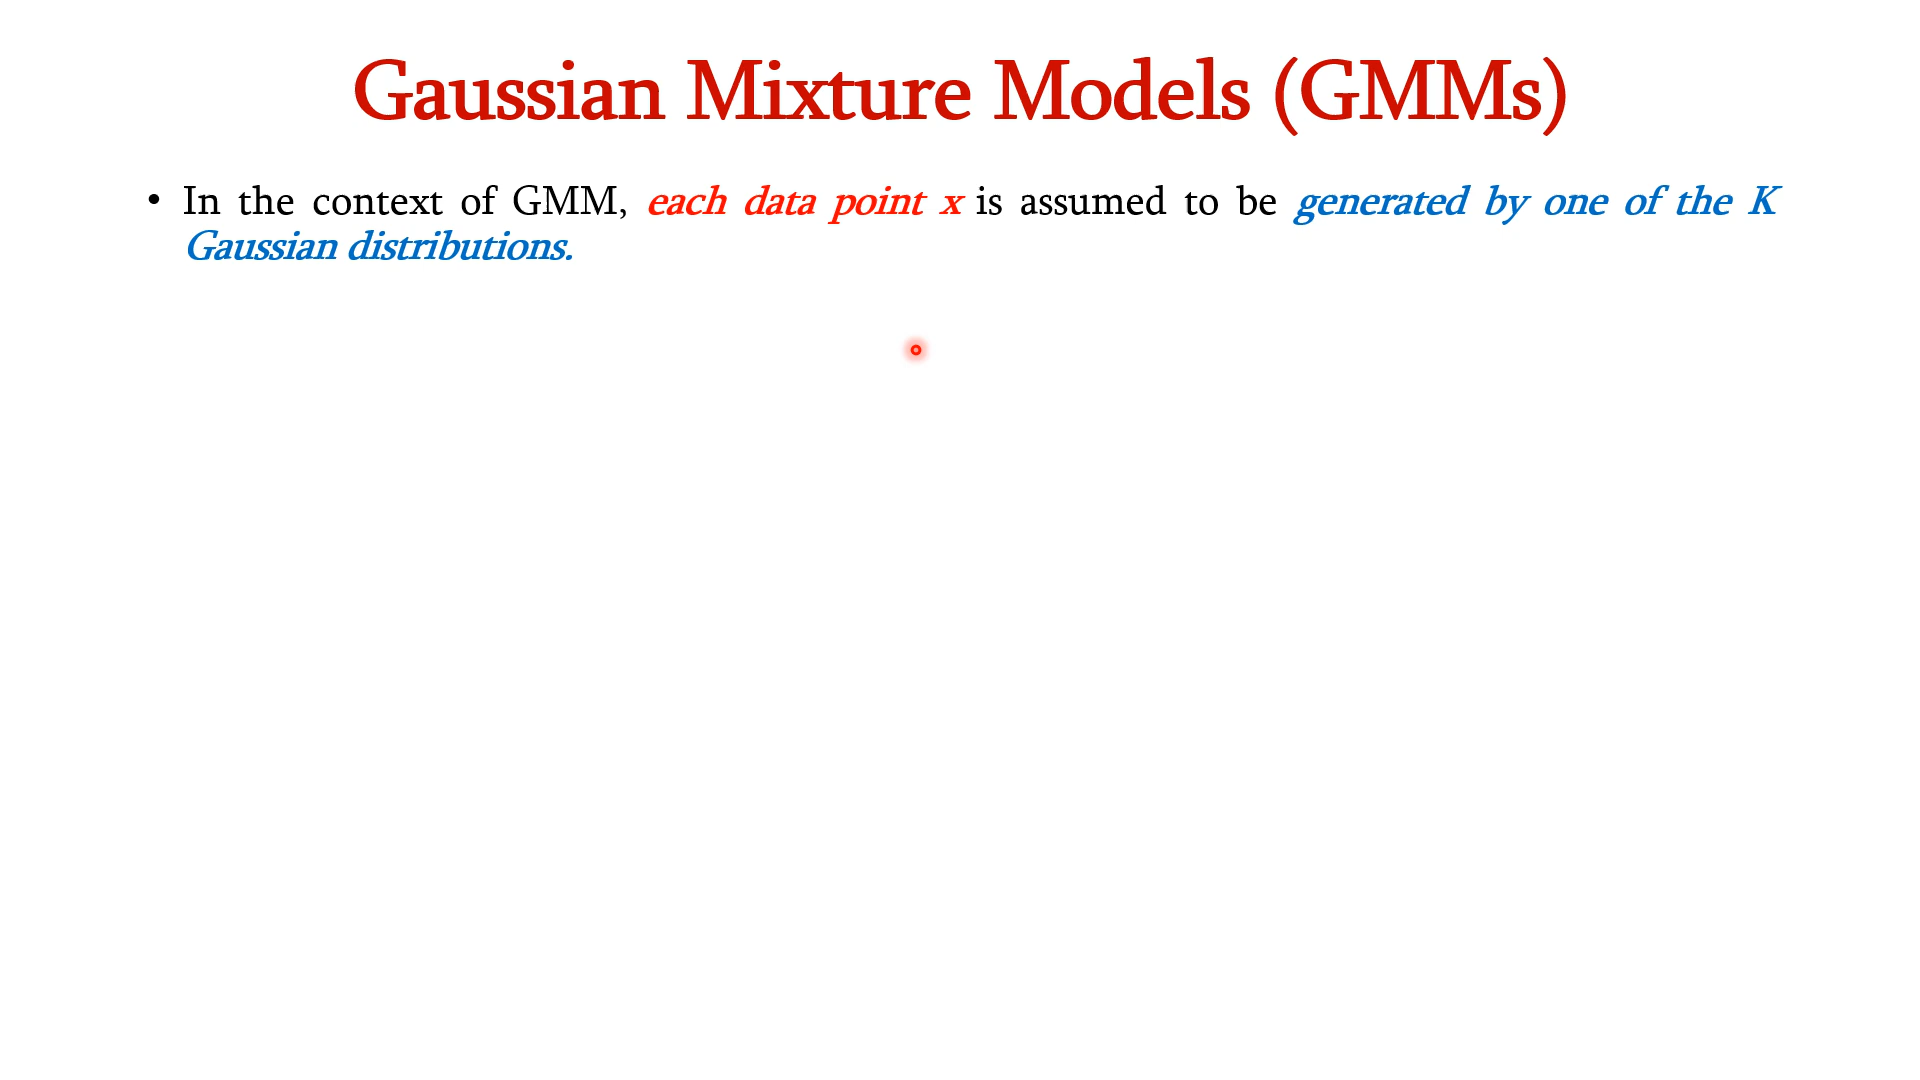 Gaussian Mixture Models (GMMs)
• In the context of GMM, each data point x is assumed to be generated by one of the K
Gaussian distributions.